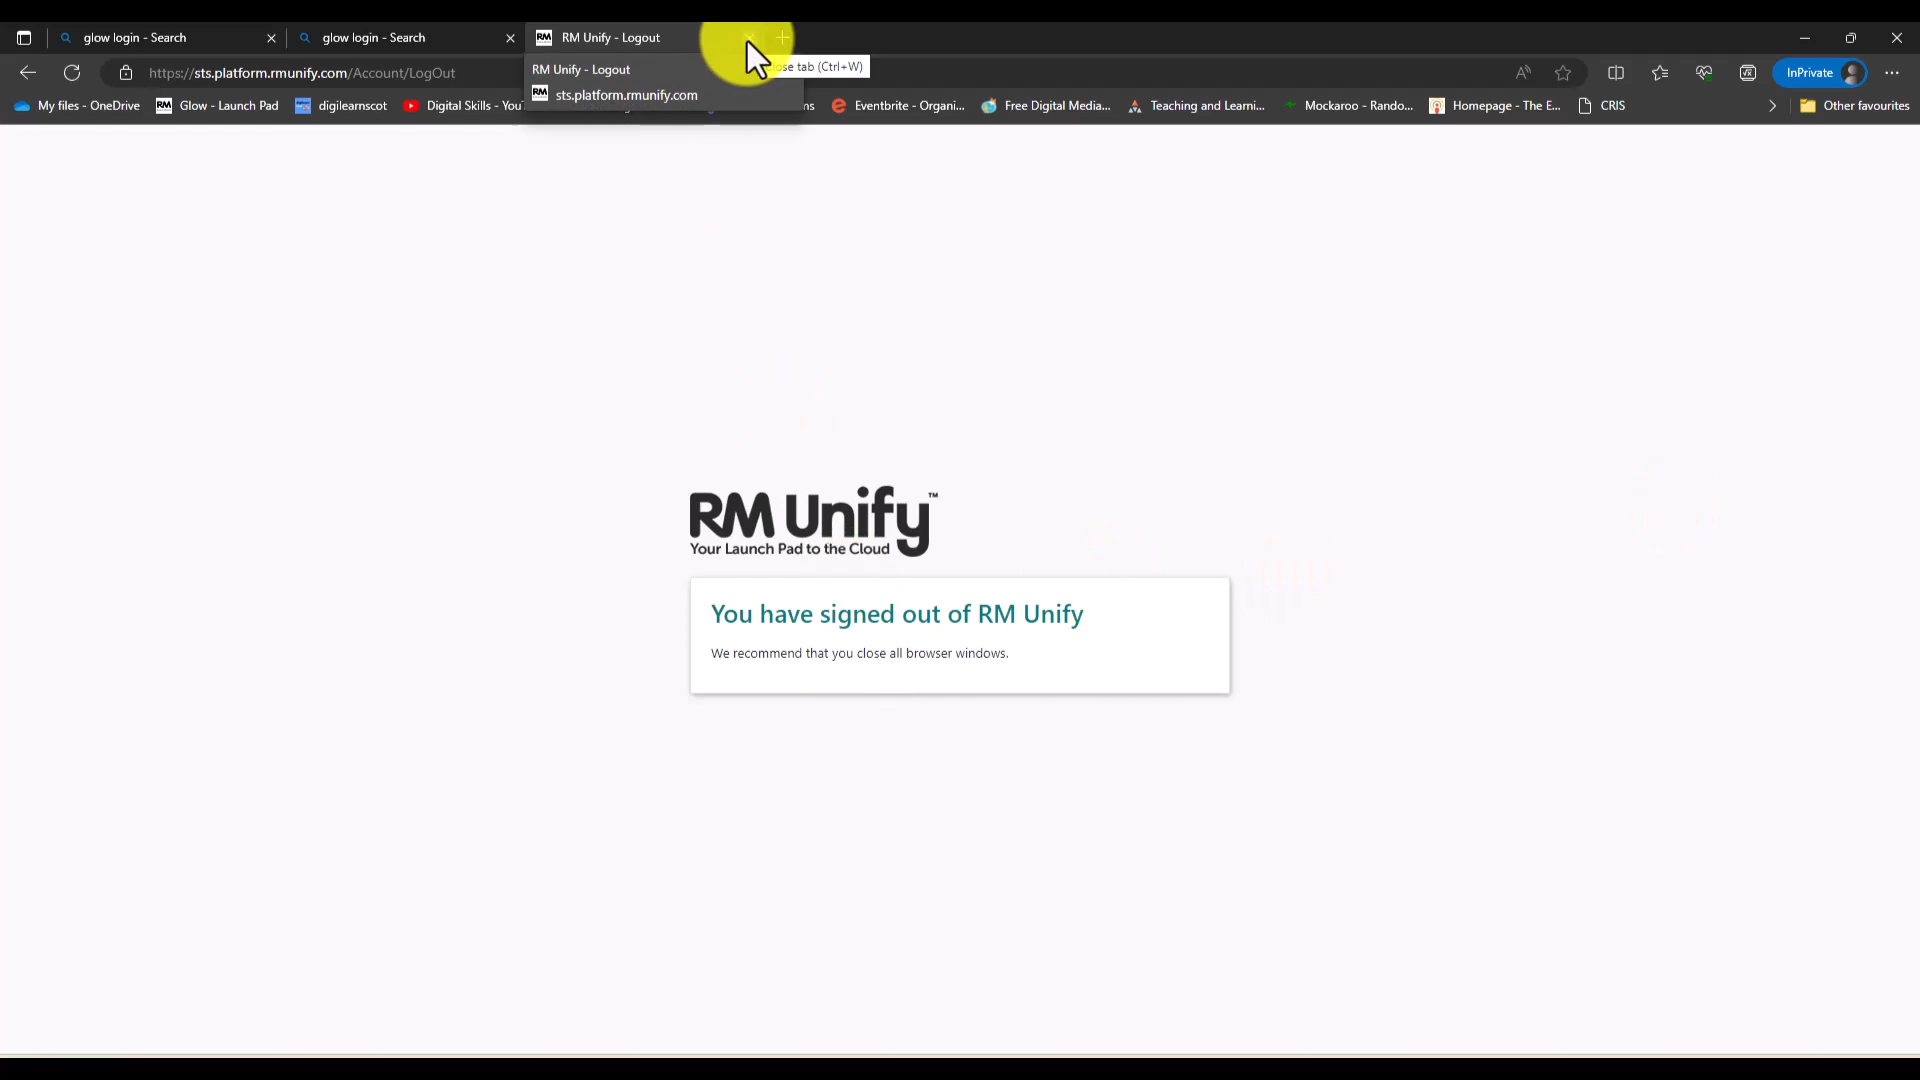 glow login - Search
glow login - Search
RM Unify - Logout
https://sts.platform.rmunify.com/Account/LogOut
RM Unify - Logout
tab (Ctrl+W)
InPrivate
RM sts.platform.rmunify.com
My files - OneDrive
RM Glow - Launch Pad
digilearnscot
Digital Skills - You
Eventbrite - Organi...
Free Digital Media...
Teaching and Learni...
Mockaroo - Rando...
Homepage - The E...
CRIS
Other favourites
RM Unify™
Your Launch Pad to the Cloud
You have signed out of RM Unify
We recommend that you close all browser windows.